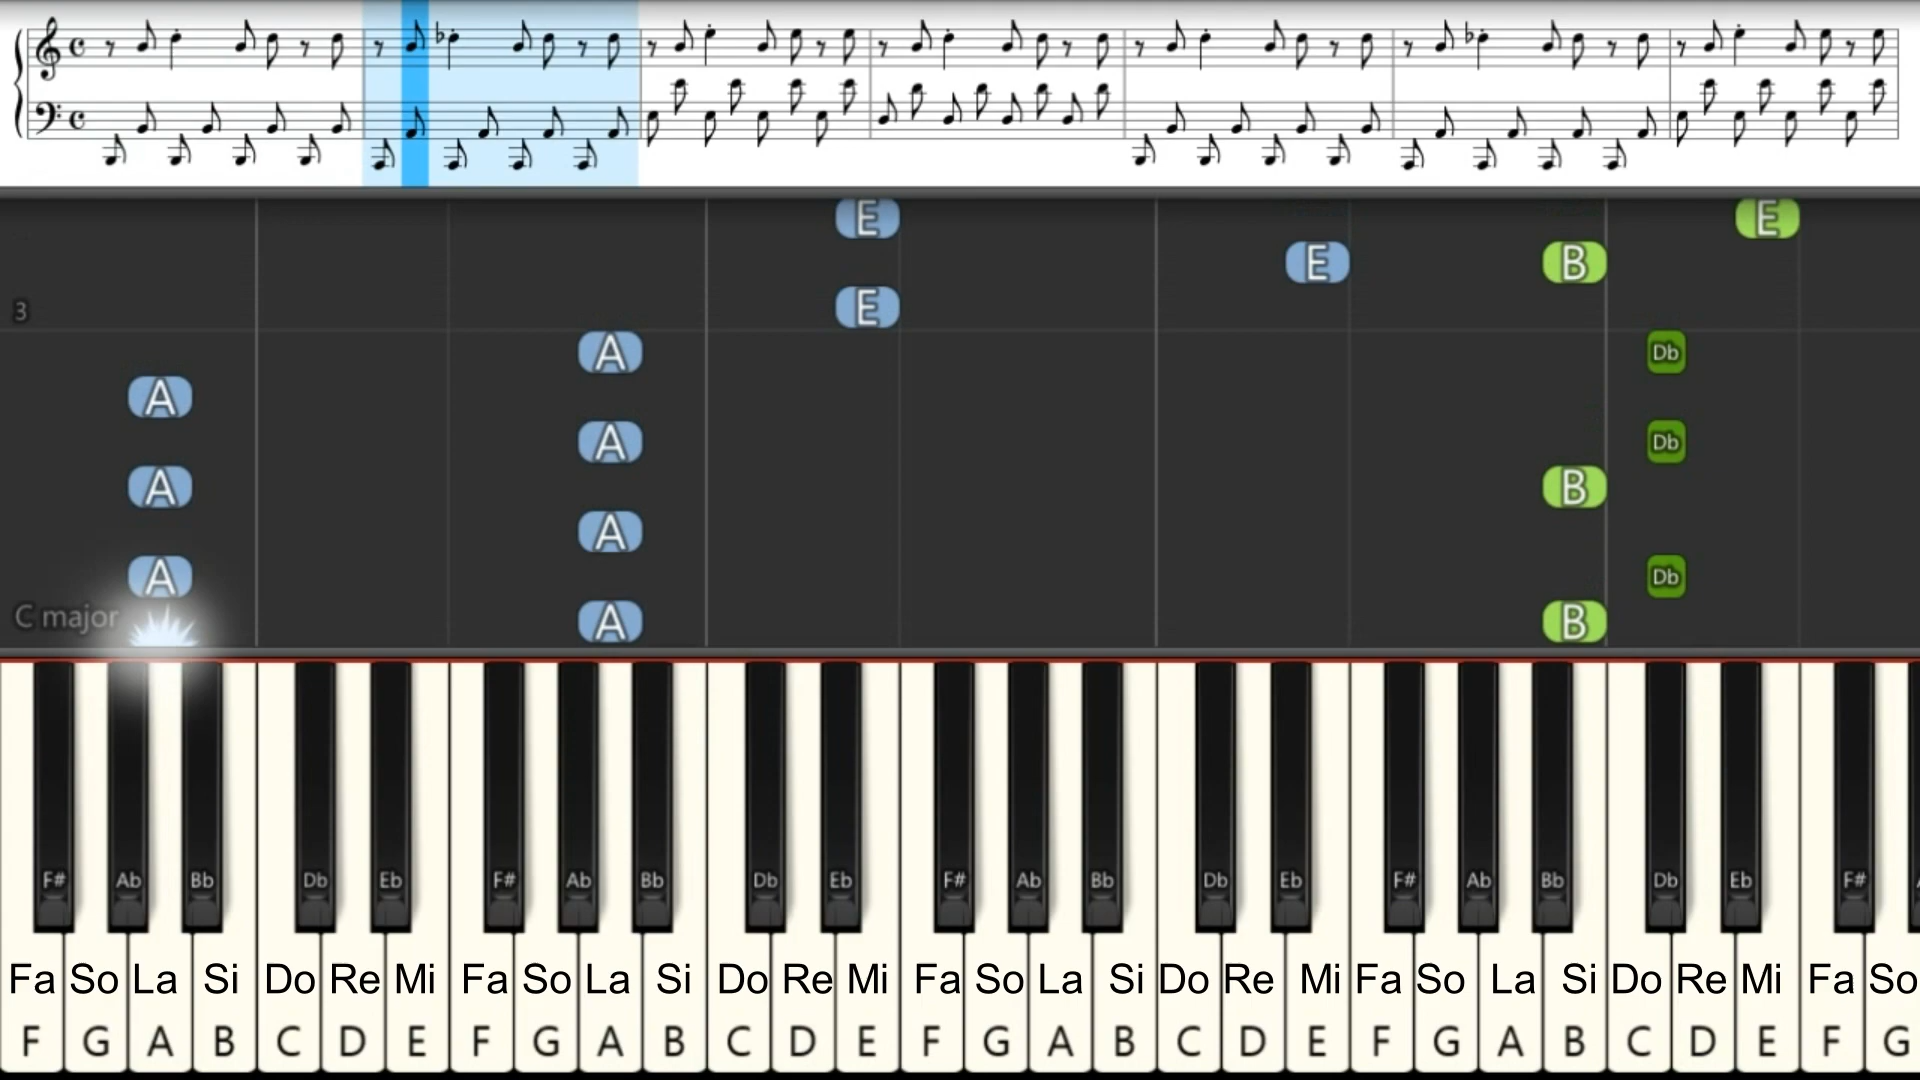 E E
E B
3 E
A Db
A
A Db
A B
A
A Db
C major A B
F# Ab Bb Db Eb F# Ab Bb Db Eb F# Ab Bb Db Eb F# Ab Bb Db Eb F#
Fa So La Si Do Re Mi Fa So La Si Do Re Mi Fa So La Si Do Re Mi Fa So La Si Do Re Mi Fa So
F G A B C D E F G A B C D E F G A B C D E F G A B C D E F G